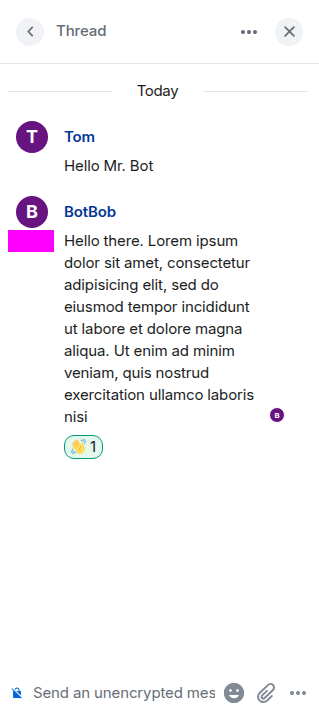 Thread
Today
T
Tom
Hello Mr. Bot
B
BotBob
Hello there. Lorem ipsum
dolor sit amet, consectetur
adipisicing elit, sed do
eiusmod tempor incididunt
ut labore et dolore magna
aliqua. Ut enim ad minim
veniam, quis nostrud
exercitation ullamco laboris
nisi
B
1
Send an unencrypted mes